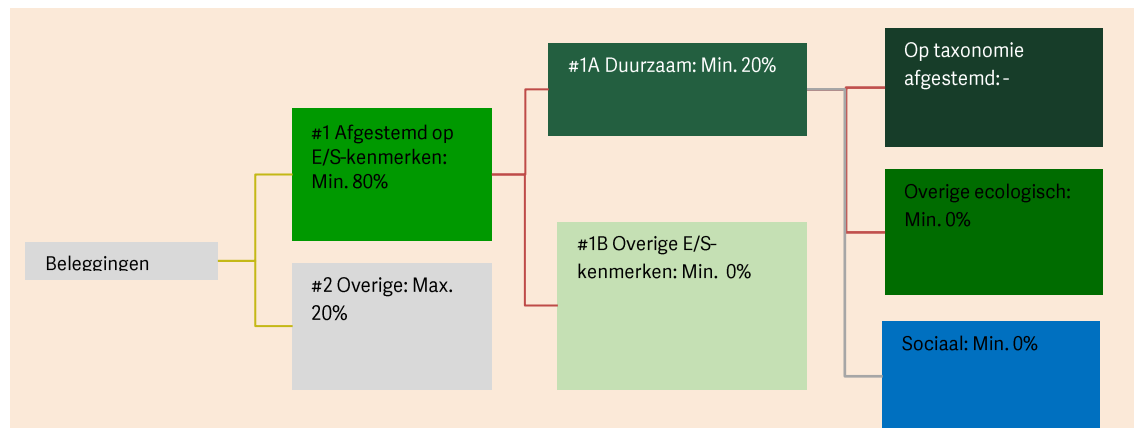 Beleggingen
#1 Afgestemd op
E/S-kenmerken:
Min. 80%
#2 Overige: Max.
20%
#1A Duurzaam: Min. 20%
#1B Overige E/S-
kenmerken: Min. 0%
Op taxonomie
afgestemd: -
Overige ecologisch:
Min. 0%
Sociaal: Min. 0%